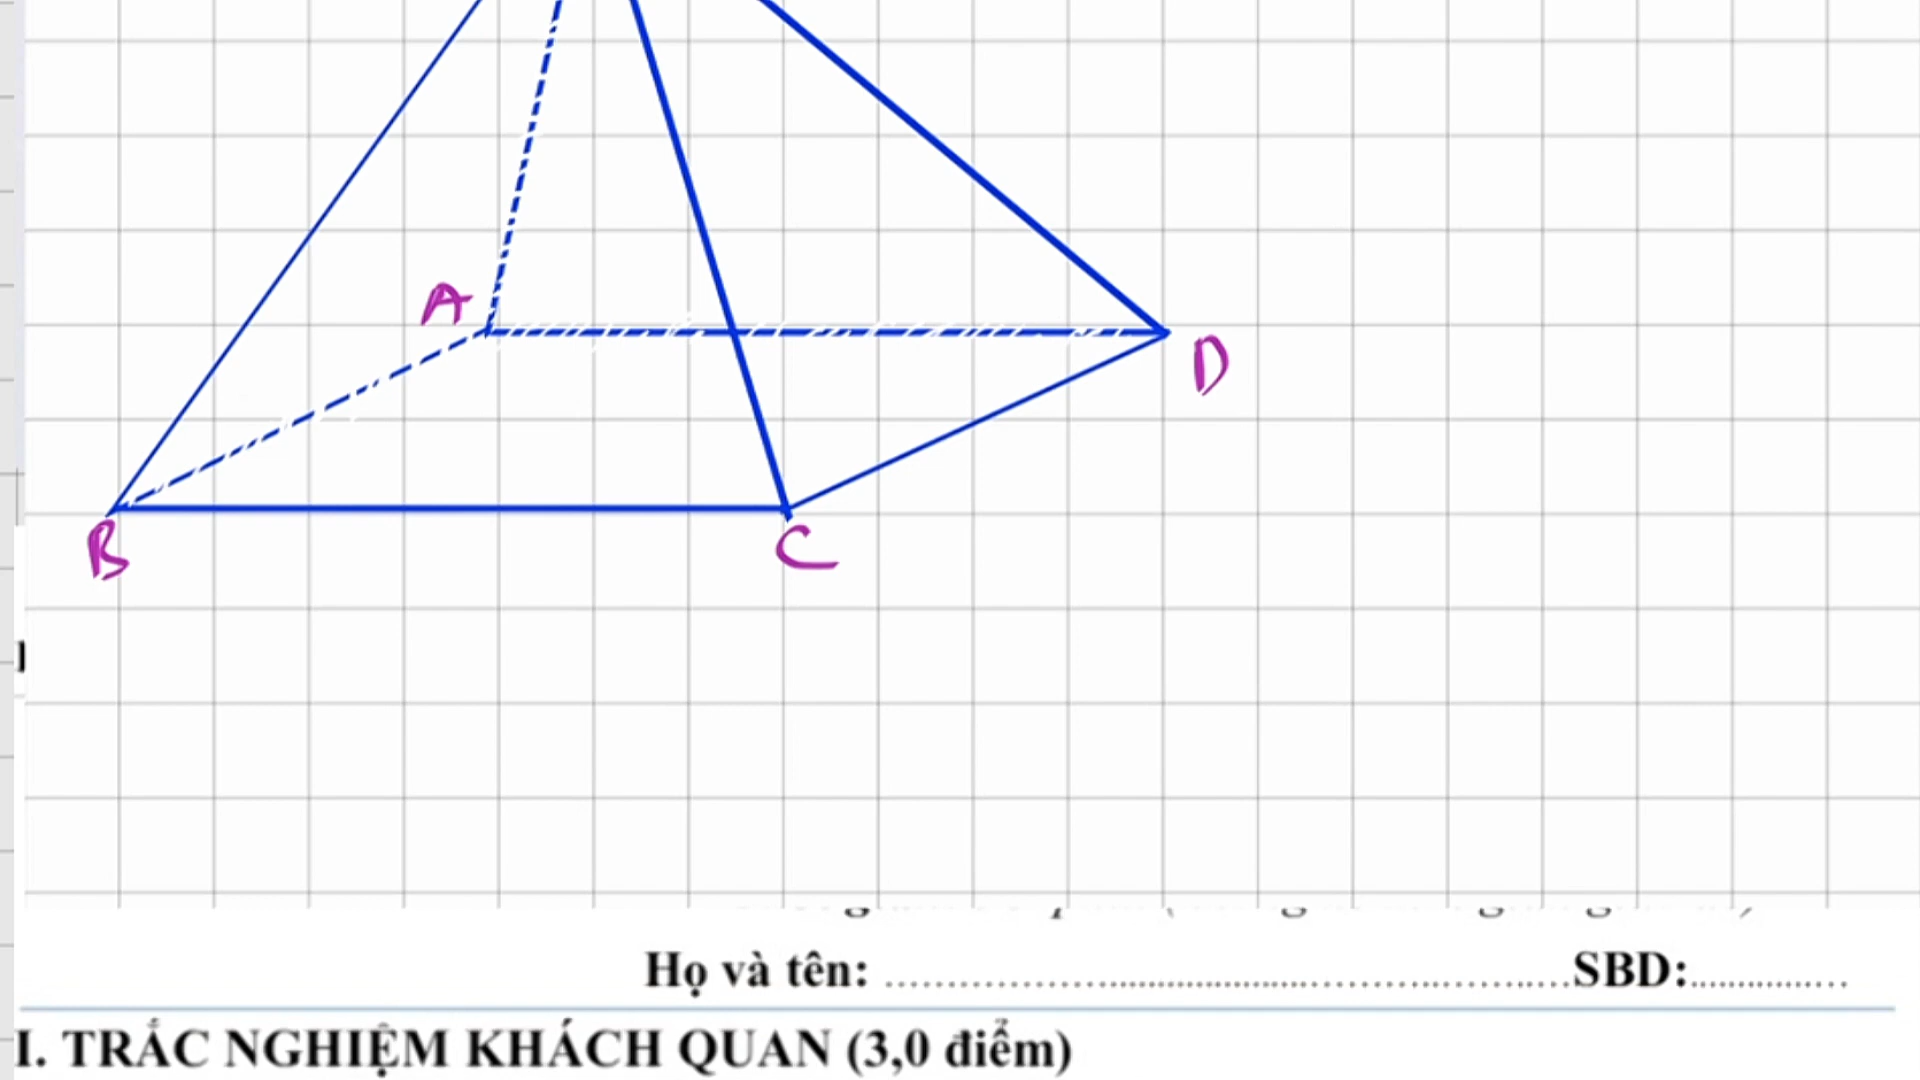 A
D
B
C
Họ và tên: ........................................................SBD:...............
I. TRẮC NGHIỆM KHÁCH QUAN (3,0 điểm)